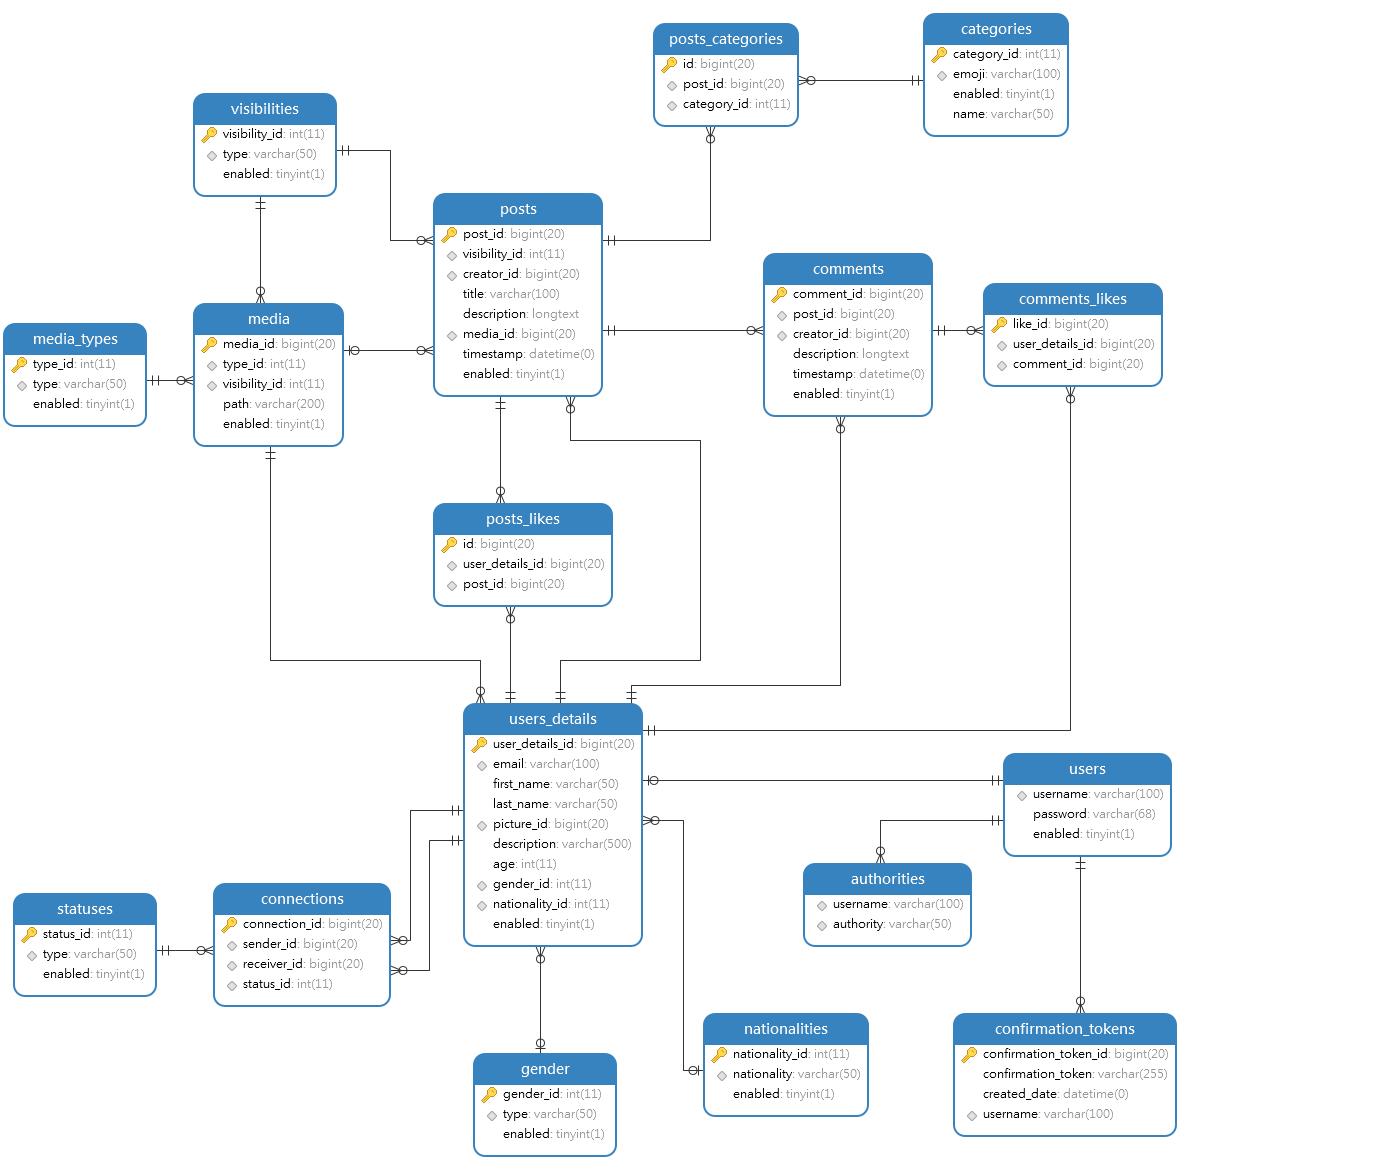 posts_categories
id: bigint(20)
post_id: bigint(20)
category_id: int(11)
categories
category_id: int(11)
emoji: varchar(100)
enabled: tinyint(1)
name: varchar(50)
visibilities
visibility_id: int(11)
type: varchar(50)
enabled: tinyint(1)
posts
post_id: bigint(20)
visibility_id: int(11)
creator_id: bigint(20)
title: varchar(100)
description: longtext
media_id: bigint(20)
timestamp: datetime(0)
enabled: tinyint(1)
comments
comment_id: bigint(20)
post_id: bigint(20)
creator_id: bigint(20)
description: longtext
timestamp: datetime(0)
enabled: tinyint(1)
comments_likes
like_id: bigint(20)
user_details_id: bigint(20)
comment_id: bigint(20)
media_types
type_id: int(11)
type: varchar(50)
enabled: tinyint(1)
media
media_id: bigint(20)
type_id: int(11)
visibility_id: int(11)
path: varchar(200)
enabled: tinyint(1)
posts_likes
id: bigint(20)
user_details_id: bigint(20)
post_id: bigint(20)
users_details
user_details_id: bigint(20)
email: varchar(100)
first_name: varchar(50)
last_name: varchar(50)
picture_id: bigint(20)
description: varchar(500)
age: int(11)
gender_id: int(11)
nationality_id: int(11)
enabled: tinyint(1)
users
username: varchar(100)
password: varchar(68)
enabled: tinyint(1)
authorities
username: varchar(100)
authority: varchar(50)
statuses
status_id: int(11)
type: varchar(50)
enabled: tinyint(1)
connections
connection_id: bigint(20)
sender_id: bigint(20)
receiver_id: bigint(20)
status_id: int(11)
gender
gender_id: int(11)
type: varchar(50)
enabled: tinyint(1)
nationalities
nationality_id: int(11)
nationality: varchar(50)
enabled: tinyint(1)
confirmation_tokens
confirmation_token_id: bigint(20)
confirmation_token: varchar(255)
created_date: datetime(0)
username: varchar(100)